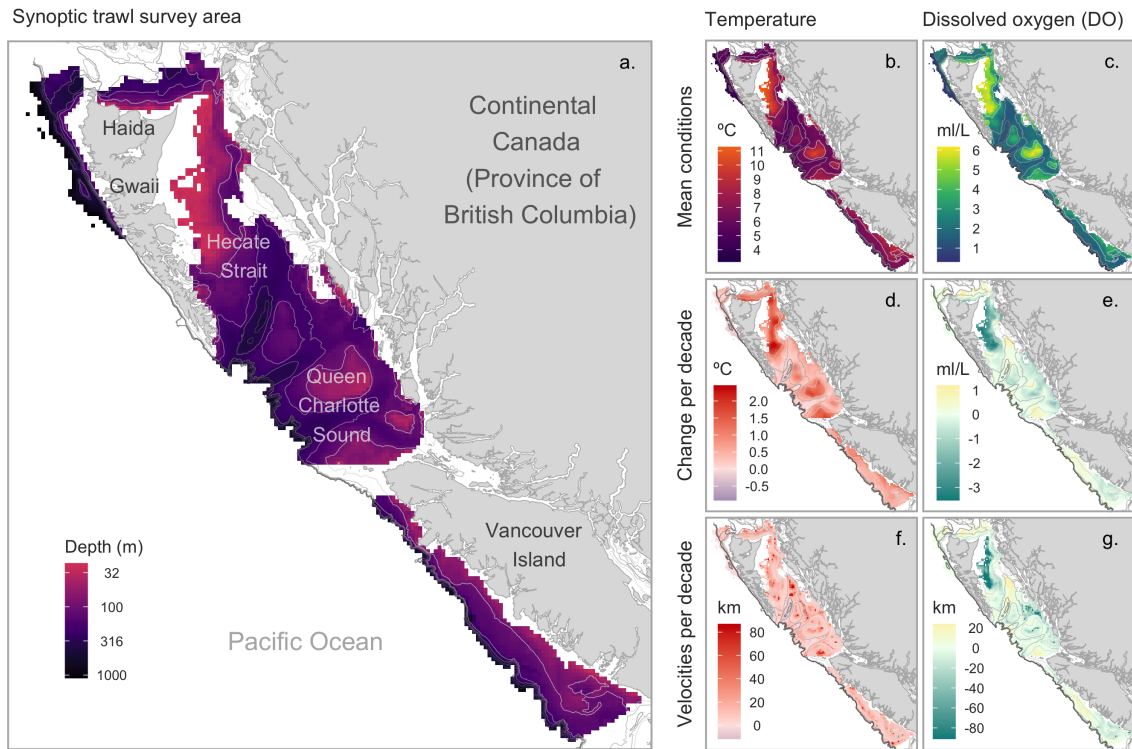 Synoptic trawl survey area
a.
Continental
Canada
(Province of
British Columbia)
Haida
Gwaii
Hecate
Strait
Queen
Charlotte
Sound
Vancouver
Island
Pacific Ocean
Depth (m)
32
100
316
1000
Temperature
Dissolved oxygen (DO)
Mean conditions
b.
ºC
11
10
9
8
7
6
5
4
c.
ml/L
6
5
4
3
2
1
Change per decade
d.
ºC
2.0
1.5
1.0
0.5
0.0
-0.5
e.
ml/L
1
0
-1
-2
-3
Velocities per decade
f.
km
80
60
40
20
0
g.
km
20
0
-20
-40
-60
-80